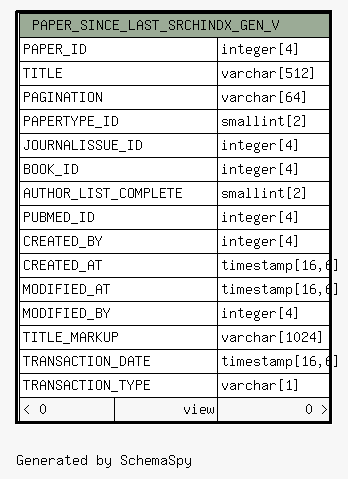 PAPER_SINCE_LAST_SRCHINDX_GEN_V
PAPER_ID integer[4]
TITLE varchar[512]
PAGINATION varchar[64]
PAPERTYPE_ID smallint[2]
JOURNALISSUE_ID integer[4]
BOOK_ID integer[4]
AUTHOR_LIST_COMPLETE smallint[2]
PUBMED_ID integer[4]
CREATED_BY integer[4]
CREATED_AT timestamp[16,6]
MODIFIED_AT timestamp[16,6]
MODIFIED_BY integer[4]
TITLE_MARKUP varchar[1024]
TRANSACTION_DATE timestamp[16,6]
TRANSACTION_TYPE varchar[1]
< 0 view 0 >
Generated by SchemaSpy